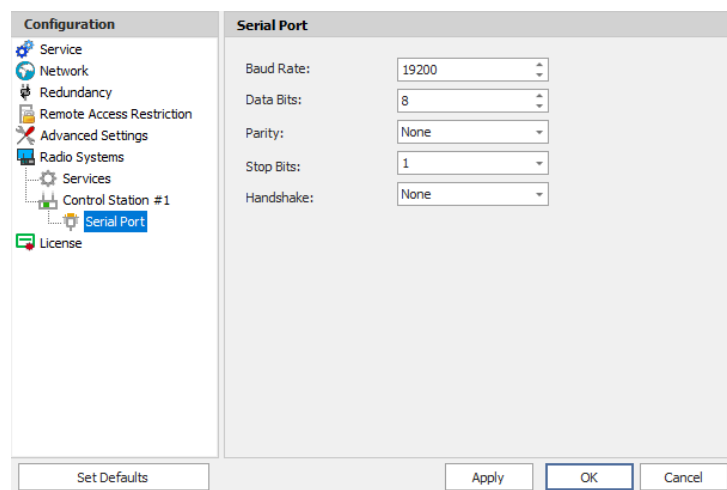 Configuration
Service
Network
Redundancy
Remote Access Restriction
Advanced Settings
Radio Systems
Services
Control Station #1
Serial Port
License
Serial Port
Baud Rate: 19200
Data Bits: 8
Parity: None
Stop Bits: 1
Handshake: None
Set Defaults Apply OK Cancel